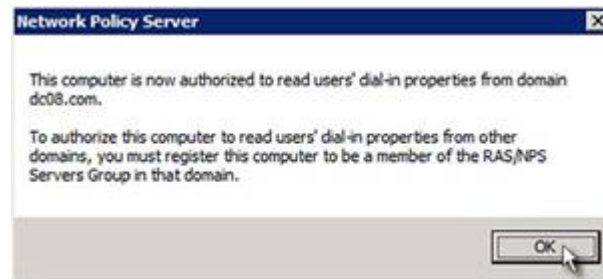 Network Policy Server
This computer is now authorized to read users' dial-in properties from domain
dc08.com.
To authorize this computer to read users' dial-in properties from other
domains, you must register this computer to be a member of the RAS/NPS
Servers Group in that domain.
OK